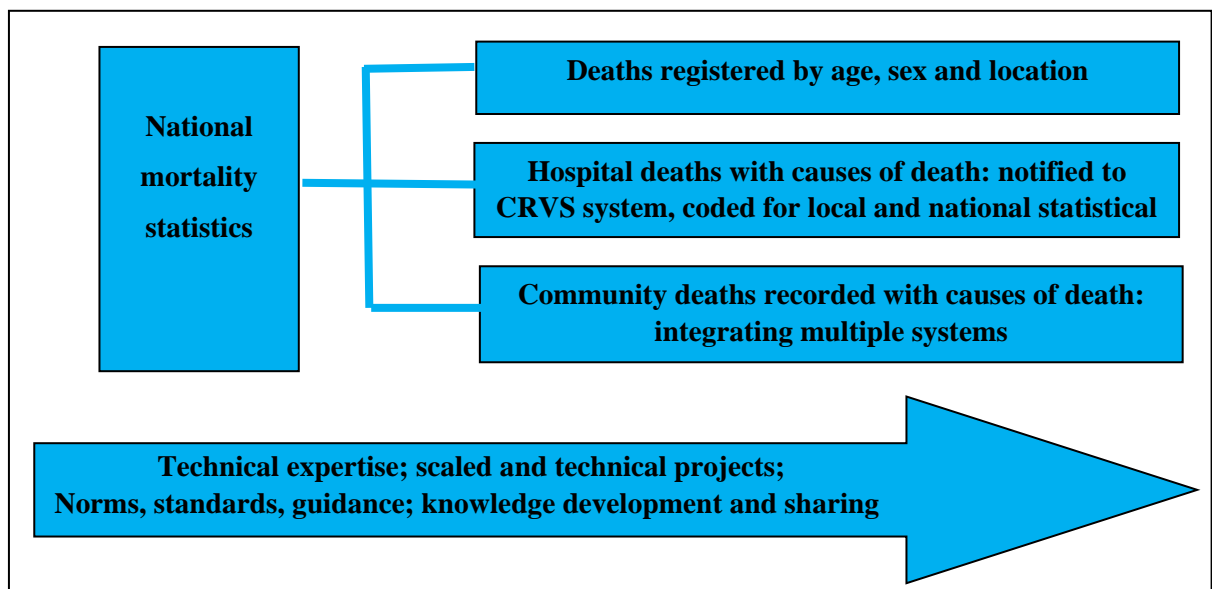 National
mortality
statistics
Deaths registered by age, sex and location
Hospital deaths with causes of death: notified to
CRVS system, coded for local and national statistical
Community deaths recorded with causes of death:
integrating multiple systems
Technical expertise; scaled and technical projects;
Norms, standards, guidance; knowledge development and sharing